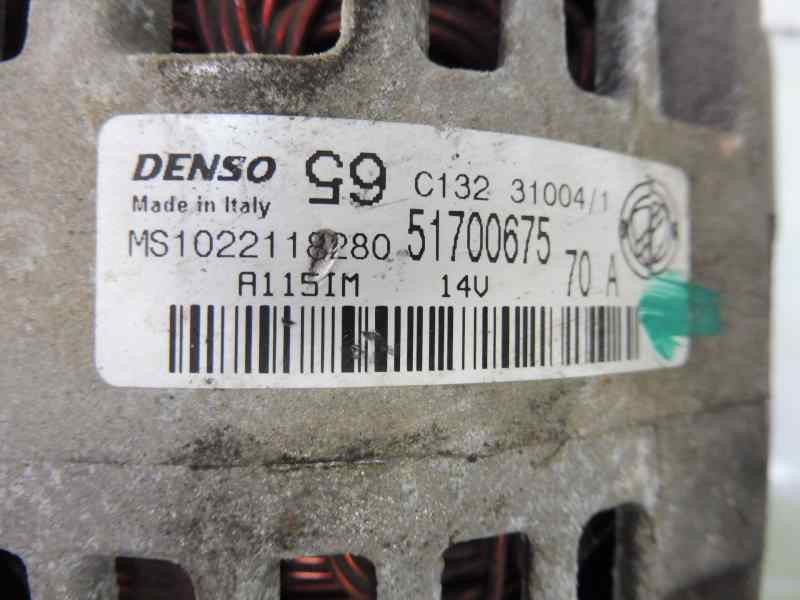 DENSO 65 C132 31004/1
Made in Italy
MS1022118280 51700675 70 A
A115IM 14V